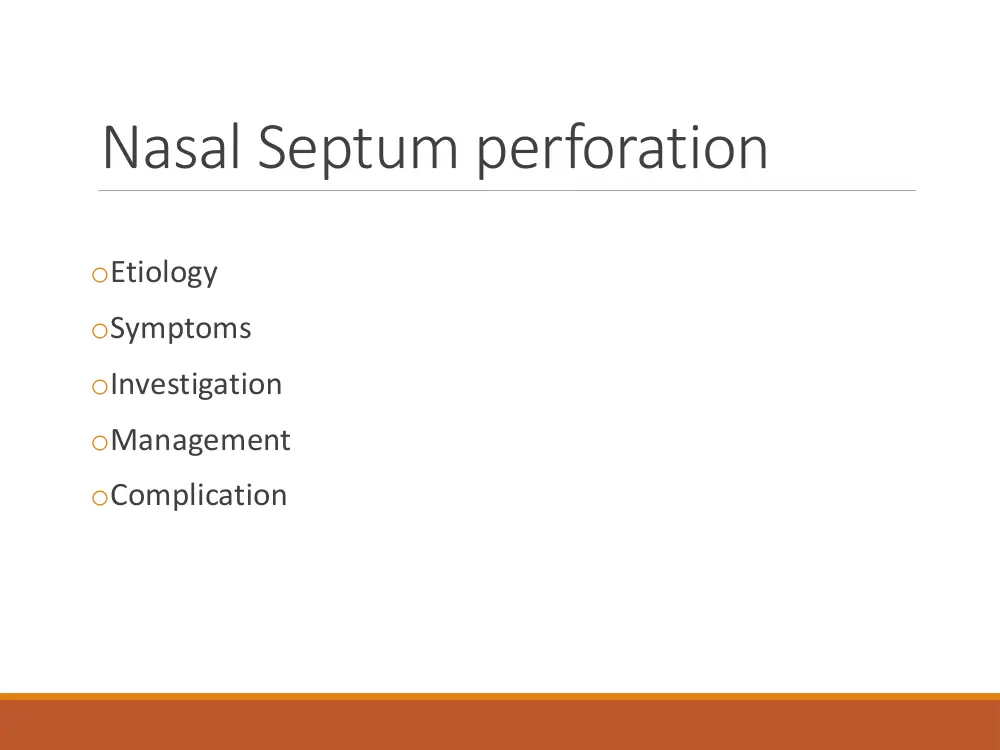 Nasal Septum perforation
oEtiology
oSymptoms
oInvestigation
oManagement
oComplication